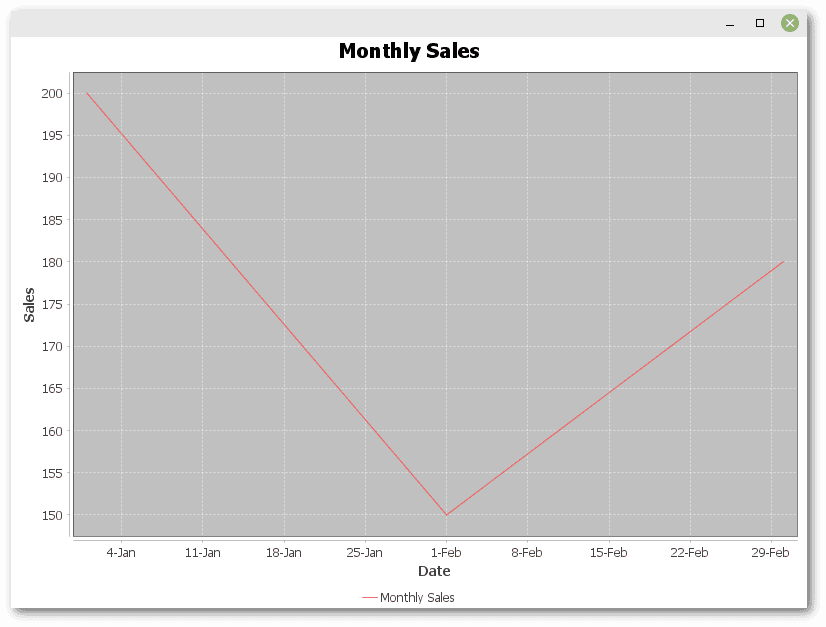 Monthly Sales
200
195
190
185
180
175
170
165
160
155
150
Sales
4-Jan 11-Jan 18-Jan 25-Jan 1-Feb 8-Feb 15-Feb 22-Feb 29-Feb
Date
Monthly Sales